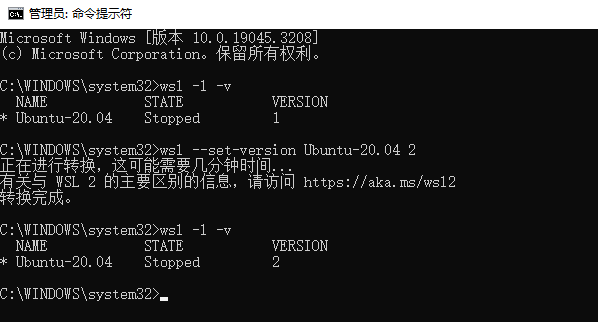 管理员: 命令提示符
Microsoft Windows [版本 10.0.19045.3208]
(c) Microsoft Corporation。保留所有权利。
C:\WINDOWS\system32>wsl -l -v
NAME STATE VERSION
* Ubuntu-20.04 Stopped 1
C:\WINDOWS\system32>wsl --set-version Ubuntu-20.04 2
正在进行转换，这可能需要几分钟时间...
有关与 WSL 2 的主要区别的信息，请访问 https://aka.ms/wsl2
转换完成。
C:\WINDOWS\system32>wsl -l -v
NAME STATE VERSION
* Ubuntu-20.04 Stopped 2
C:\WINDOWS\system32>